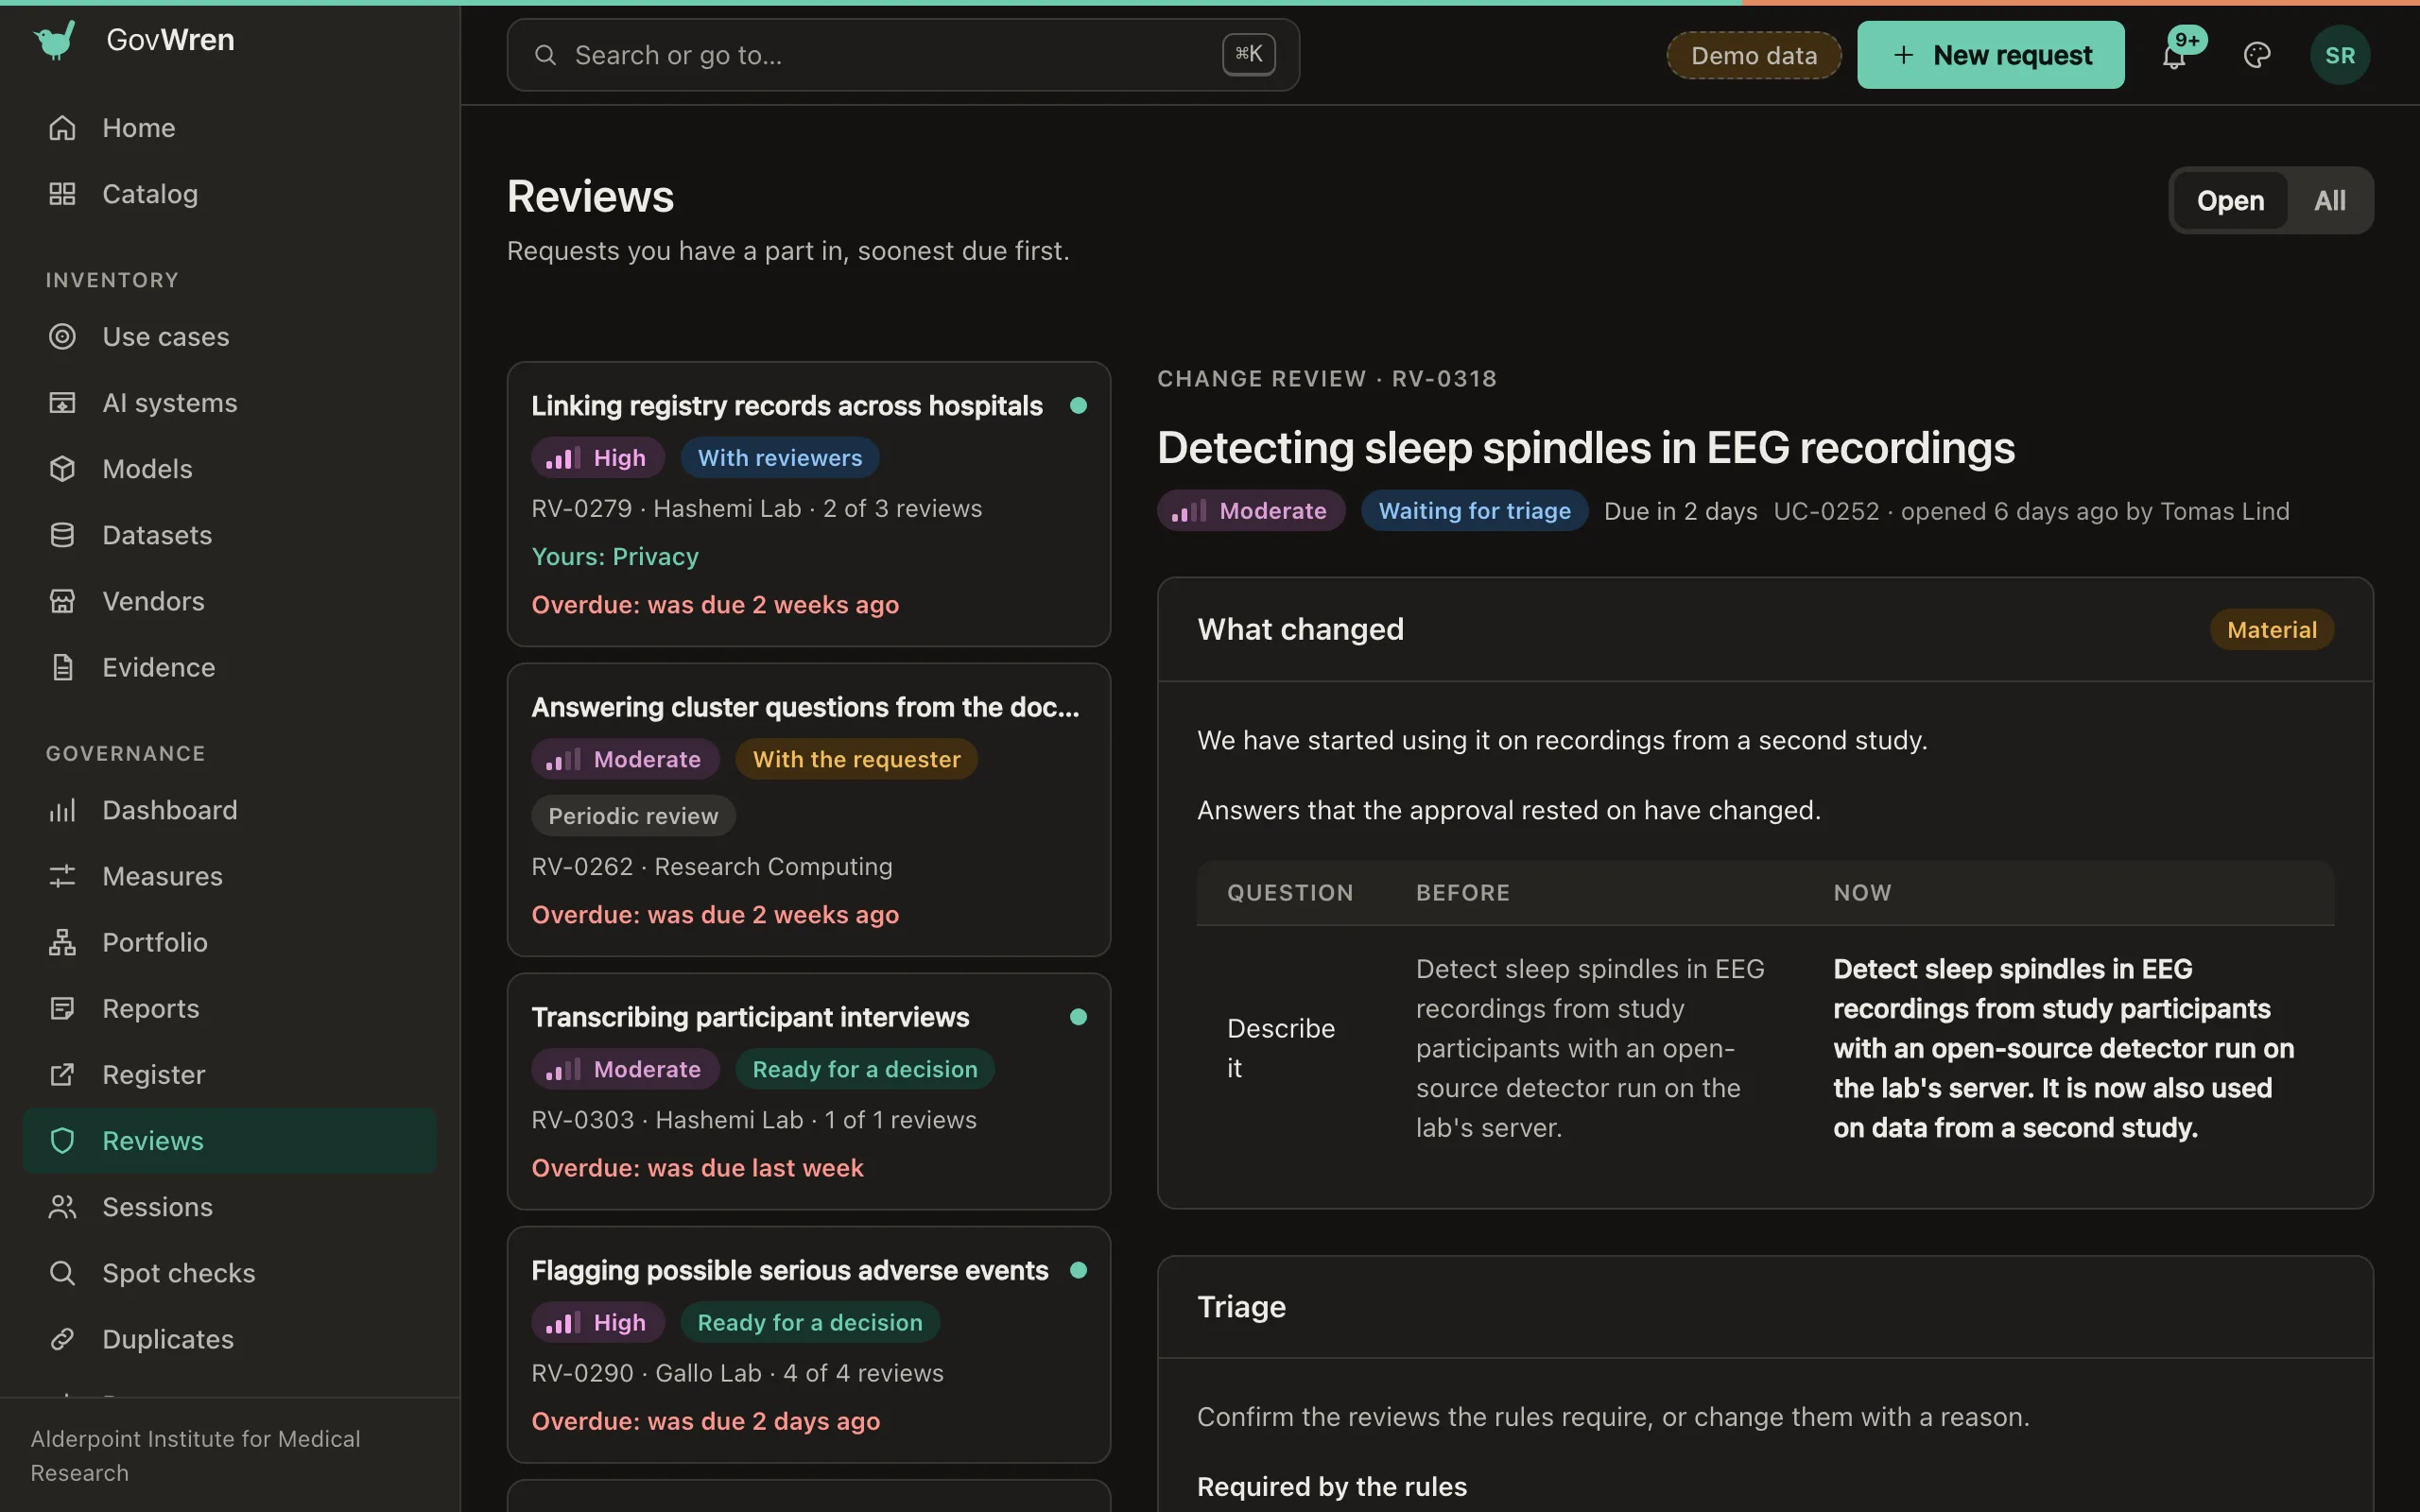 GovWren
Search or go to...
⌘K
Demo data
+ New request
9+
SR
Home
Catalog
INVENTORY
Use cases
AI systems
Models
Datasets
Vendors
Evidence
GOVERNANCE
Dashboard
Measures
Portfolio
Reports
Register
Reviews
Sessions
Spot checks
Duplicates
Alderpoint Institute for Medical
Research
Reviews
Requests you have a part in, soonest due first.
Open
All
Linking registry records across hospitals
High
With reviewers
RV-0279 · Hashemi Lab · 2 of 3 reviews
Yours: Privacy
Overdue: was due 2 weeks ago
Answering cluster questions from the doc...
Moderate
With the requester
Periodic review
RV-0262 · Research Computing
Overdue: was due 2 weeks ago
Transcribing participant interviews
Moderate
Ready for a decision
RV-0303 · Hashemi Lab · 1 of 1 reviews
Overdue: was due last week
Flagging possible serious adverse events
High
Ready for a decision
RV-0290 · Gallo Lab · 4 of 4 reviews
Overdue: was due 2 days ago
CHANGE REVIEW · RV-0318
Detecting sleep spindles in EEG recordings
Moderate
Waiting for triage
Due in 2 days
UC-0252 · opened 6 days ago by Tomas Lind
What changed
Material
We have started using it on recordings from a second study.
Answers that the approval rested on have changed.
QUESTION
BEFORE
NOW
Describe
it
Detect sleep spindles in EEG
recordings from study
participants with an open-
source detector run on the
lab's server.
Detect sleep spindles in EEG
recordings from study participants
with an open-source detector run on
the lab's server. It is now also used
on data from a second study.
Triage
Confirm the reviews the rules require, or change them with a reason.
Required by the rules